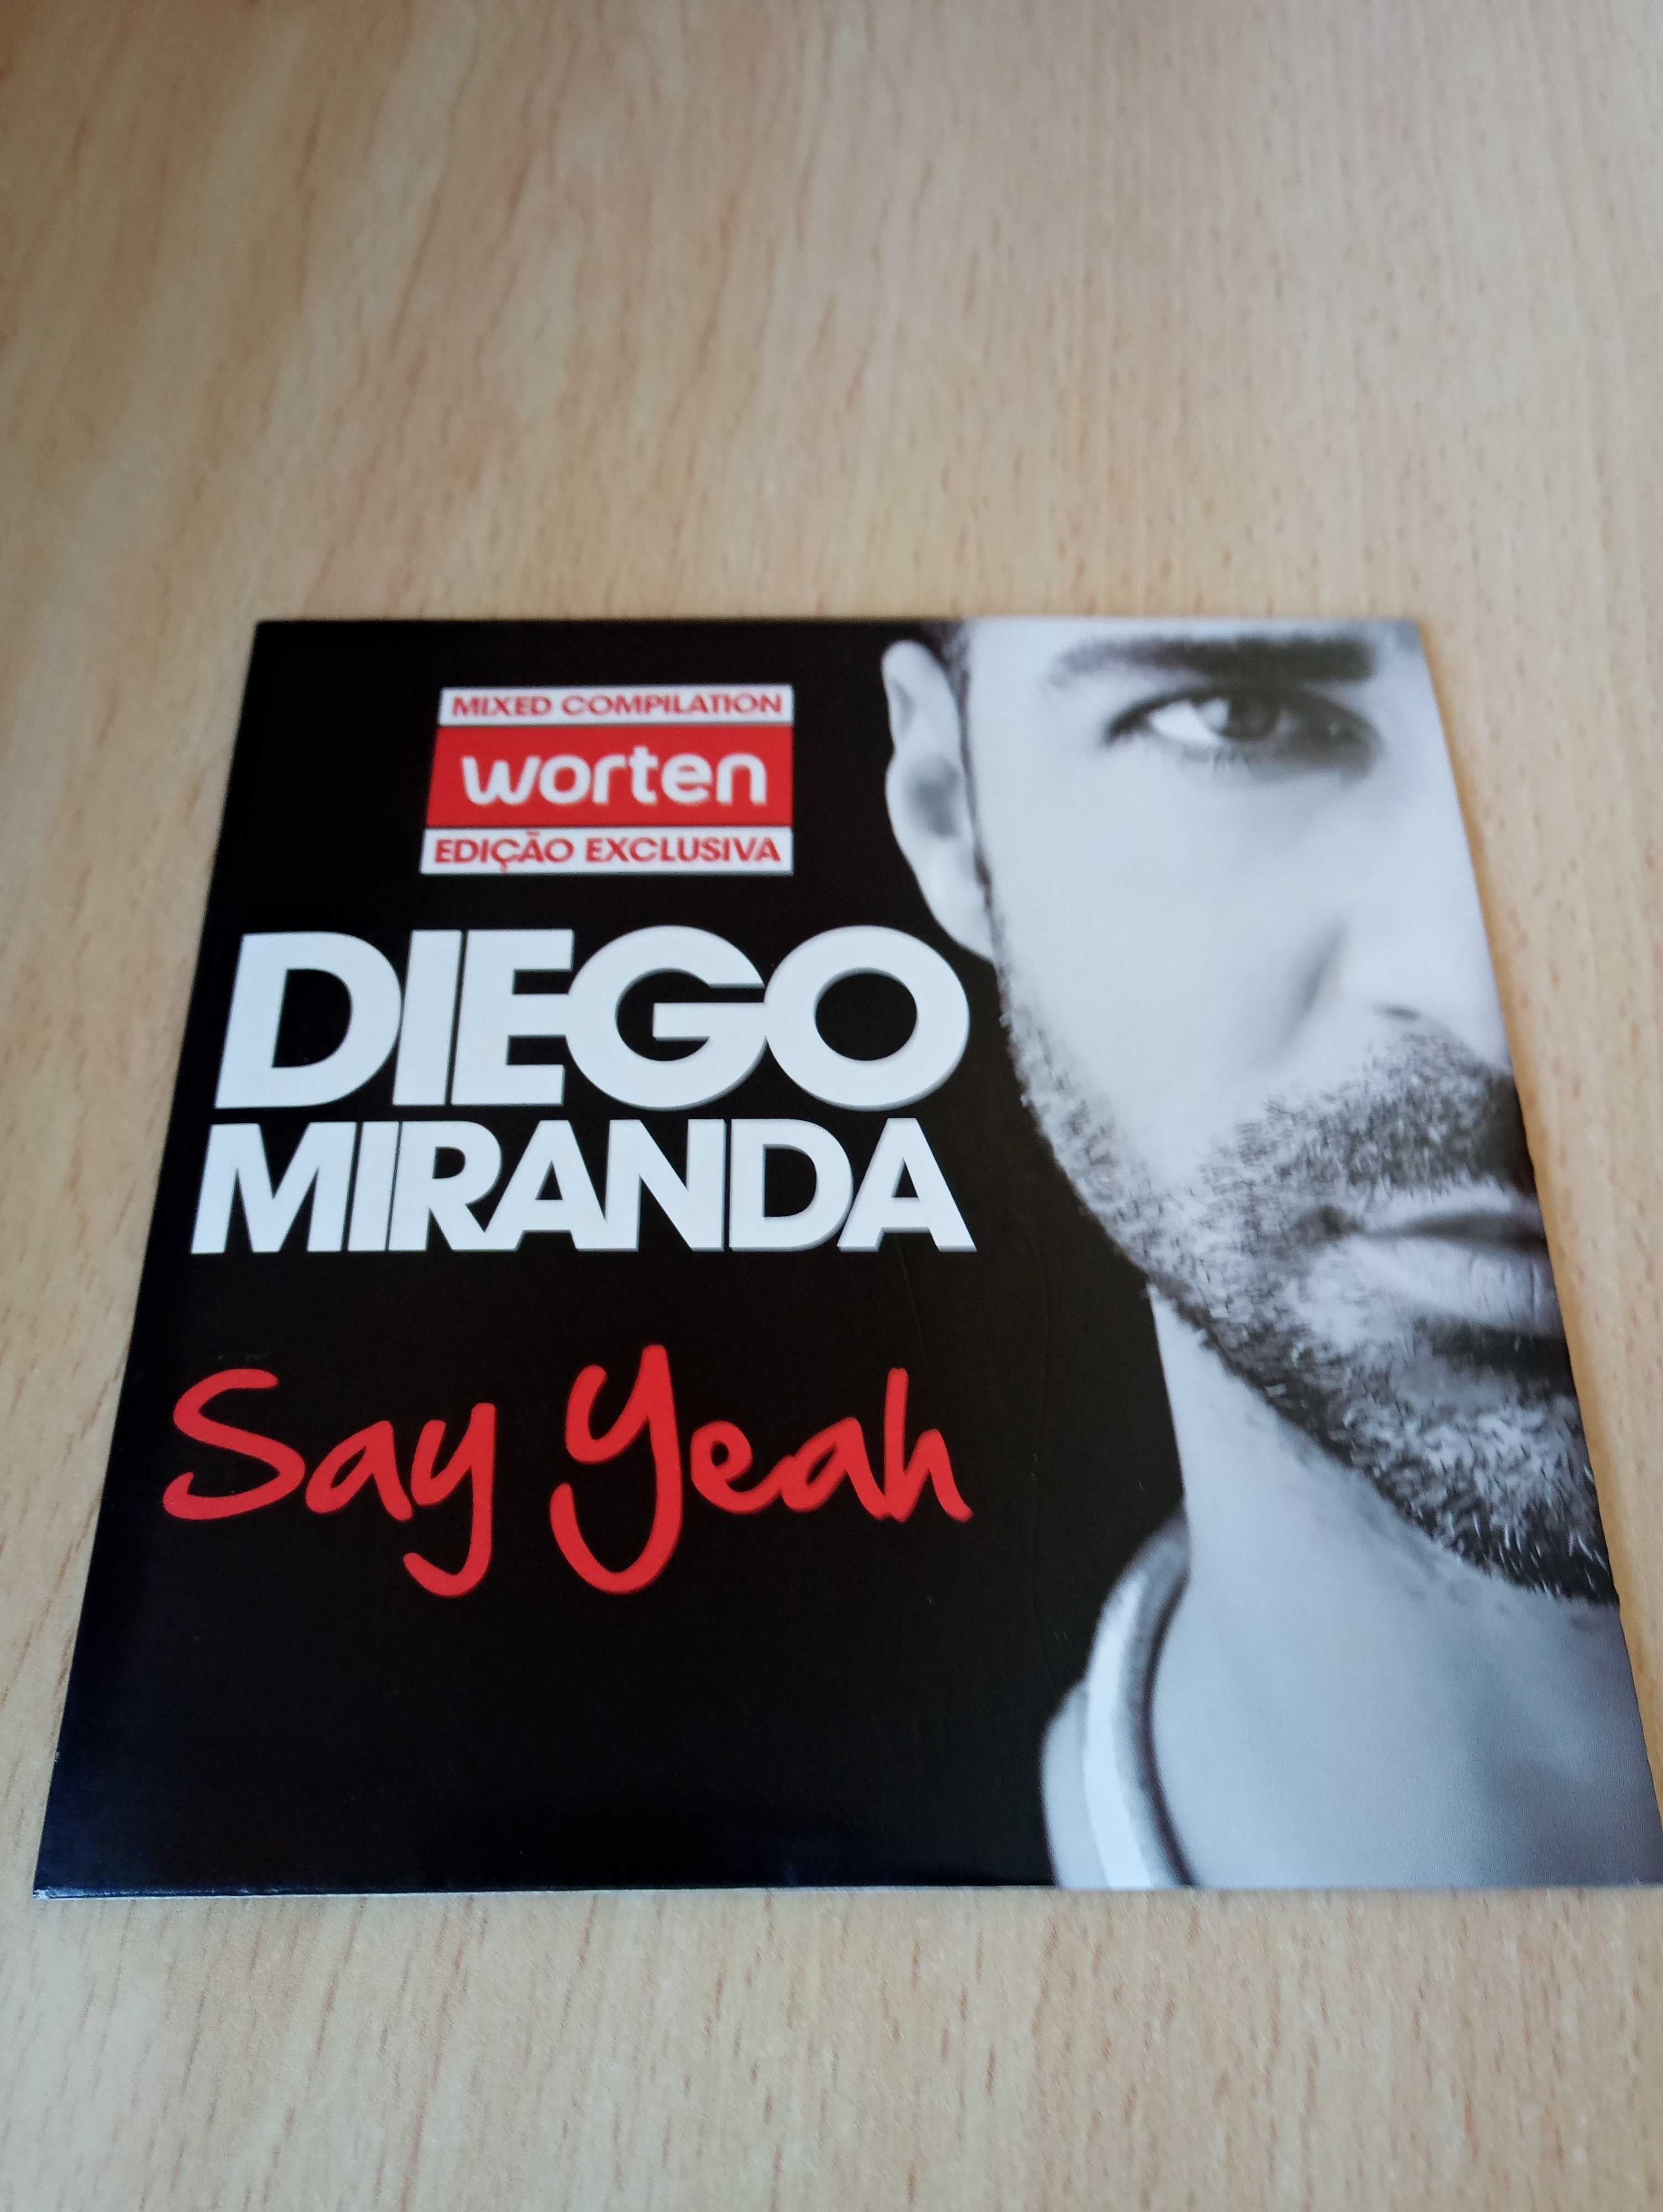 MIXED COMPILATION
worten
EDIÇÃO EXCLUSIVA
DIEGO
MIRANDA
Say Yeah